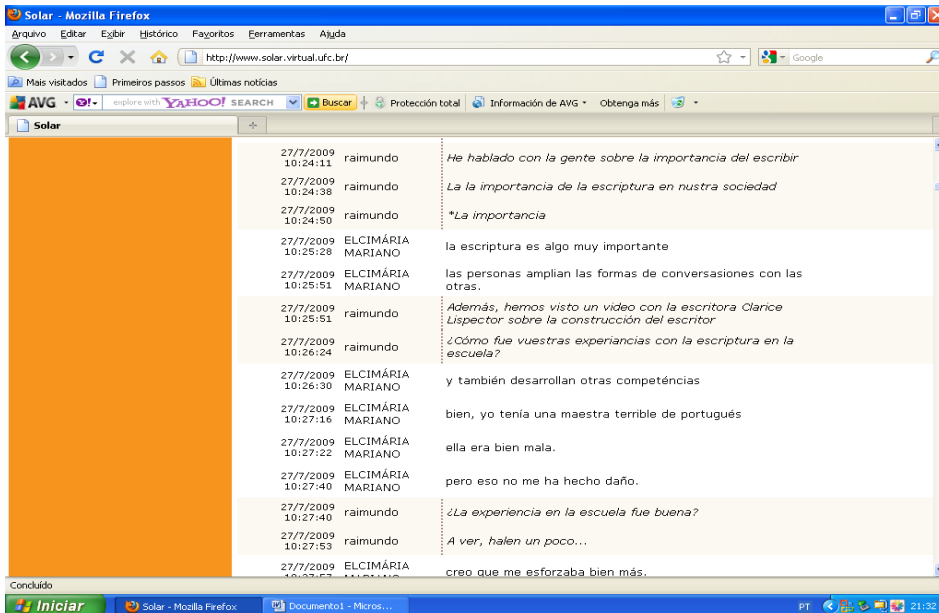 Solar - Mozilla Firefox
Arquivo Editar Exibir Histórico Favoritos Ferramentas Ajuda
http://www.solar.virtual.ufc.br/ Google
Mais visitados Primeiros passos Últimas notícias
AVG explore with YAHOO! SEARCH Buscar Protección total Información de AVG Obtenga más
Solar
27/7/2009 10:24:11 raimundo He hablado con la gente sobre la importancia del escribir
27/7/2009 10:24:38 raimundo La la importancia de la escriptura en nustra sociedad
27/7/2009 10:24:50 raimundo *La importancia
27/7/2009 10:25:28 ELCIMÁRIA MARIANO la escriptura es algo muy importante
27/7/2009 10:25:51 ELCIMÁRIA MARIANO las personas amplian las formas de conversasiones con las
otras.
27/7/2009 10:25:51 raimundo Además, hemos visto un video con la escritora Clarice
Lispector sobre la construcción del escritor
27/7/2009 10:26:24 raimundo ¿Cómo fue vuestras experiancias con la escriptura en la
escuela?
27/7/2009 10:26:30 ELCIMÁRIA MARIANO y también desarrollan otras competéncias
27/7/2009 10:27:16 ELCIMÁRIA MARIANO bien, yo tenía una maestra terrible de portugués
27/7/2009 10:27:22 ELCIMÁRIA MARIANO ella era bien mala.
27/7/2009 10:27:40 ELCIMÁRIA MARIANO pero eso no me ha hecho daño.
27/7/2009 10:27:40 raimundo ¿La experiencia en la escuela fue buena?
27/7/2009 10:27:53 raimundo A ver, halen un poco...
27/7/2009 ELCIMÁRIA creo que me esforzaba bien más.
Concluído
Iniciar Solar - Mozilla Firefox Documento1 - Micros... PT 21:32